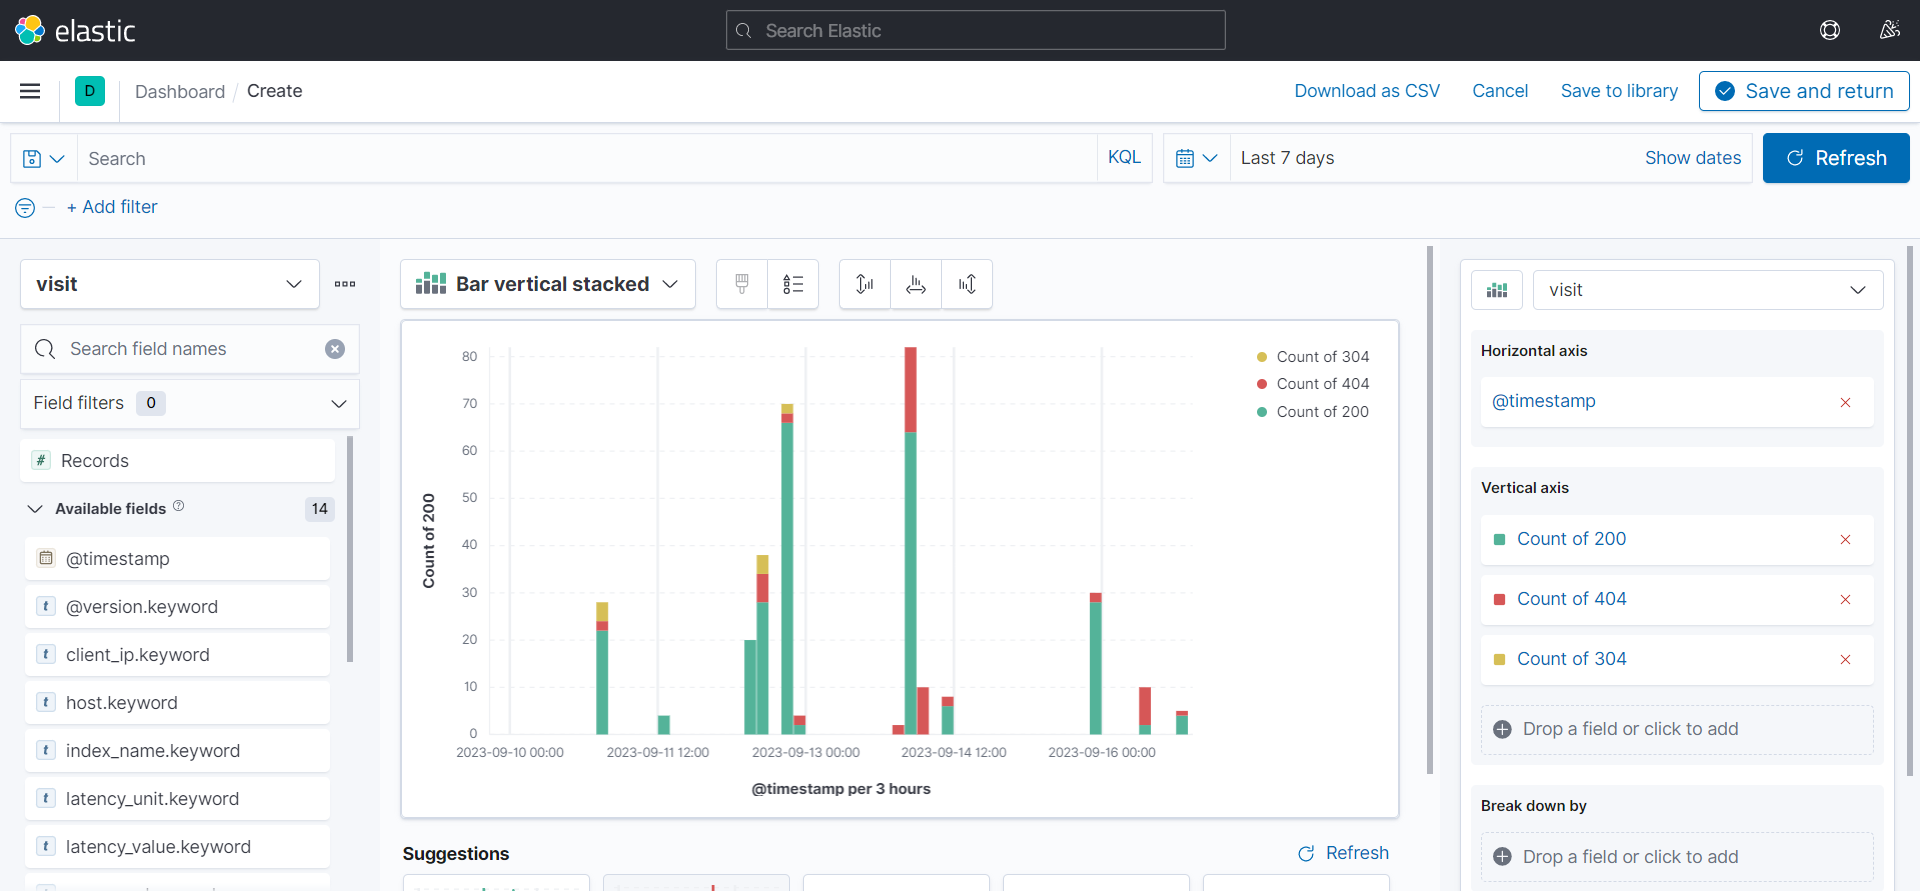 elastic
Search Elastic
D
Dashboard / Create
Download as CSV
Cancel
Save to library
Save and return
Search
KQL
Last 7 days
Show dates
Refresh
+ Add filter
visit
Search field names
Field filters 0
# Records
Available fields 14
@timestamp
t @version.keyword
t client_ip.keyword
t host.keyword
t index_name.keyword
t latency_unit.keyword
t latency_value.keyword
Bar vertical stacked
80
70
60
50
40
30
20
10
0
Count of 200
2023-09-10 00:00
2023-09-11 12:00
2023-09-13 00:00
2023-09-14 12:00
2023-09-16 00:00
@timestamp per 3 hours
Count of 304
Count of 404
Count of 200
Suggestions
Refresh
visit
Horizontal axis
@timestamp
Vertical axis
Count of 200
Count of 404
Count of 304
Drop a field or click to add
Break down by
Drop a field or click to add